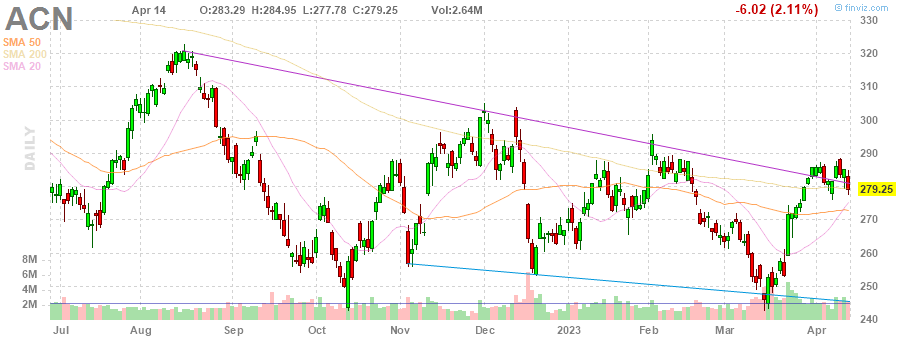 ACN Apr 14 O:283.29 H:284.95 L:277.78 C:279.25 Vol:2.64M -6.02 (2.11%) © finviz.com
SMA 50
SMA 200
SMA 20
DAILY
330
320
310
300
290
280
279.25
270
260
250
240
8M
6M
4M
2M
Jul Aug Sep Oct Nov Dec 2023 Feb Mar Apr